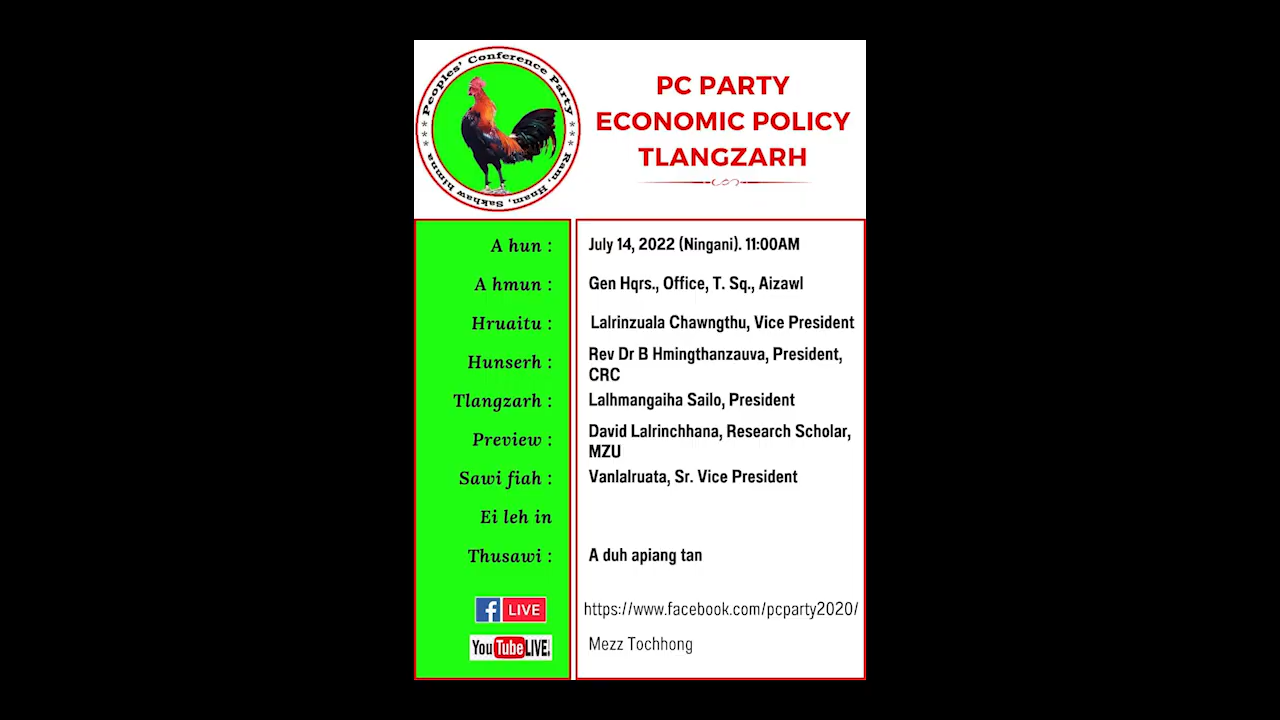 Peoples' Conference Party
** Ram, Hnam, Sakhaw himna **
PC PARTY
ECONOMIC POLICY
TLANGZARH
A hun : July 14, 2022 (Ningani). 11:00AM
A hmun : Gen Hqrs., Office, T. Sq., Aizawl
Hruaitu : Lalrinzuala Chawngthu, Vice President
Hunserh : Rev Dr B Hmingthanzauva, President,
CRC
Tlangzarh : Lalhmangaiha Sailo, President
Preview : David Lalrinchhana, Research Scholar,
MZU
Sawi fiah : Vanlalruata, Sr. Vice President
Ei leh in
Thusawi : A duh apiang tan
f LIVE https://www.facebook.com/pcparty2020/
YouTube LIVE! Mezz Tochhong